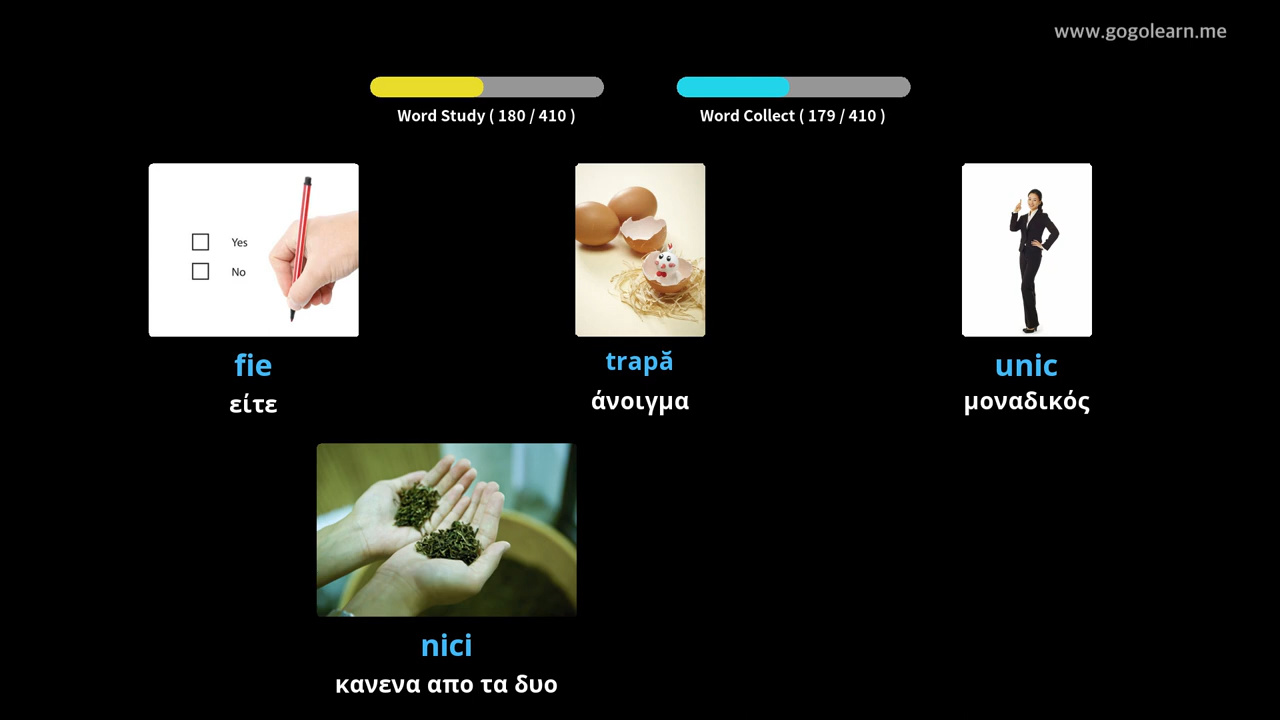 www.gogolearn.me
Word Study ( 180 / 410 )
Word Collect ( 179 / 410 )
Yes
No
fie
είτε
trapă
άνοιγμα
unic
μοναδικός
nici
κανενα απο τα δυο